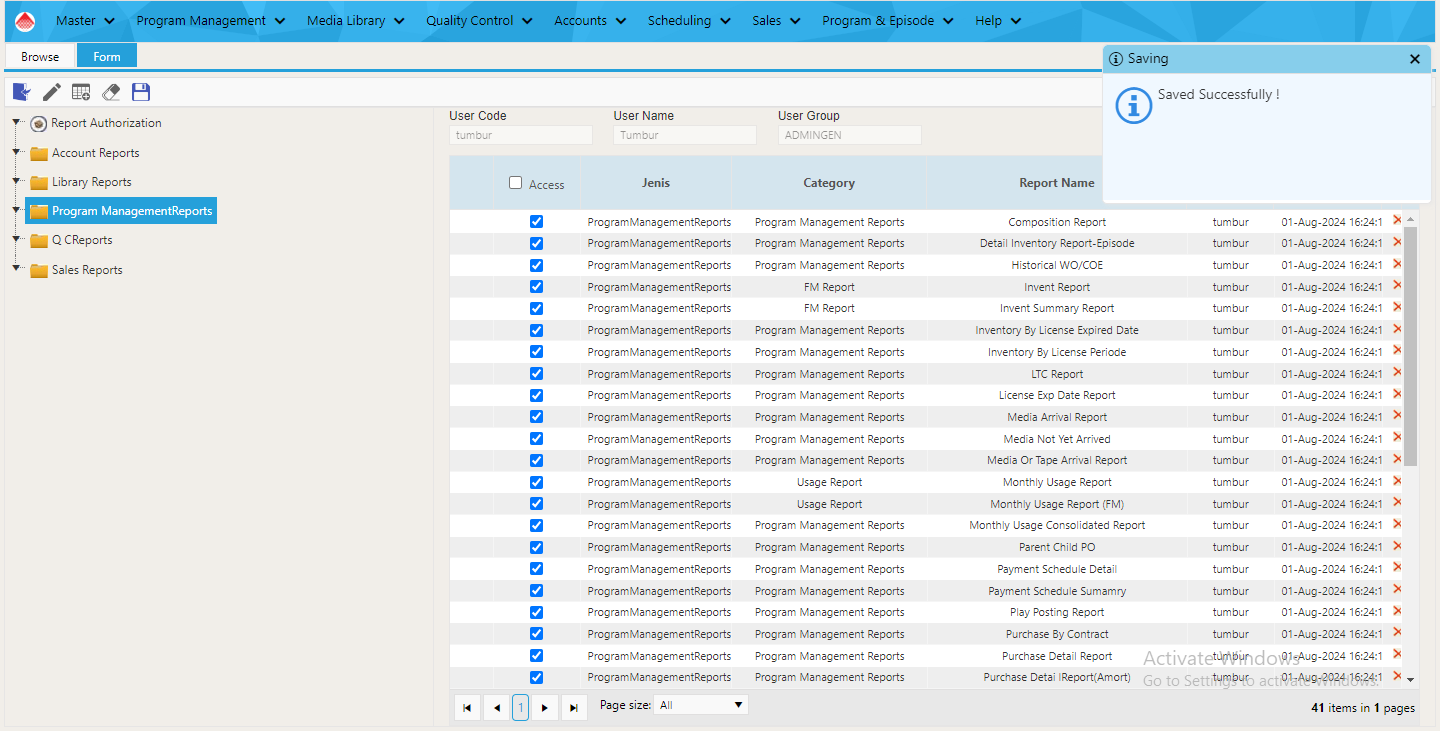 Master Program Management Media Library Quality Control Accounts Scheduling Sales Program & Episode Help
Browse Form
Saving
Saved Successfully !
Report Authorization
Account Reports
Library Reports
Program ManagementReports
Q CReports
Sales Reports
User Code User Name User Group
tumbur Tumbur ADMINGEN
Access Jenis Category Report Name
ProgramManagementReports Program Management Reports Composition Report tumbur 01-Aug-2024 16:24:1
ProgramManagementReports Program Management Reports Detail Inventory Report-Episode tumbur 01-Aug-2024 16:24:1
ProgramManagementReports Program Management Reports Historical WO/COE tumbur 01-Aug-2024 16:24:1
ProgramManagementReports FM Report Invent Report tumbur 01-Aug-2024 16:24:1
ProgramManagementReports FM Report Invent Summary Report tumbur 01-Aug-2024 16:24:1
ProgramManagementReports Program Management Reports Inventory By License Expired Date tumbur 01-Aug-2024 16:24:1
ProgramManagementReports Program Management Reports Inventory By License Periode tumbur 01-Aug-2024 16:24:1
ProgramManagementReports Program Management Reports LTC Report tumbur 01-Aug-2024 16:24:1
ProgramManagementReports Program Management Reports License Exp Date Report tumbur 01-Aug-2024 16:24:1
ProgramManagementReports Program Management Reports Media Arrival Report tumbur 01-Aug-2024 16:24:1
ProgramManagementReports Program Management Reports Media Not Yet Arrived tumbur 01-Aug-2024 16:24:1
ProgramManagementReports Program Management Reports Media Or Tape Arrival Report tumbur 01-Aug-2024 16:24:1
ProgramManagementReports Usage Report Monthly Usage Report tumbur 01-Aug-2024 16:24:1
ProgramManagementReports Usage Report Monthly Usage Report (FM) tumbur 01-Aug-2024 16:24:1
ProgramManagementReports Program Management Reports Monthly Usage Consolidated Report tumbur 01-Aug-2024 16:24:1
ProgramManagementReports Program Management Reports Parent Child PO tumbur 01-Aug-2024 16:24:1
ProgramManagementReports Program Management Reports Payment Schedule Detail tumbur 01-Aug-2024 16:24:1
ProgramManagementReports Program Management Reports Payment Schedule Sumamry tumbur 01-Aug-2024 16:24:1
ProgramManagementReports Program Management Reports Play Posting Report tumbur 01-Aug-2024 16:24:1
ProgramManagementReports Program Management Reports Purchase By Contract tumbur 01-Aug-2024 16:24:1
ProgramManagementReports Program Management Reports Purchase Detail Report tumbur 01-Aug-2024 16:24:1
ProgramManagementReports Program Management Reports Purchase Detai lReport(Amort) tumbur 01-Aug-2024 16:24:1
Activate Windows
Go to Settings to activate Windows.
1 Page size: All 41 items in 1 pages